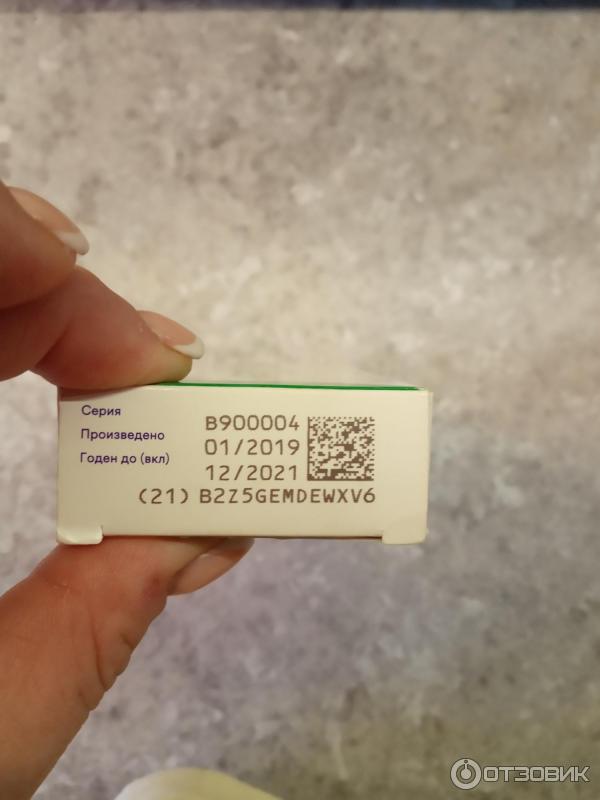 Серия B900004
Произведено 01/2019
Годен до (вкл) 12/2021
(21) B2Z5GEMDEWXV6
ОТЗОВИК